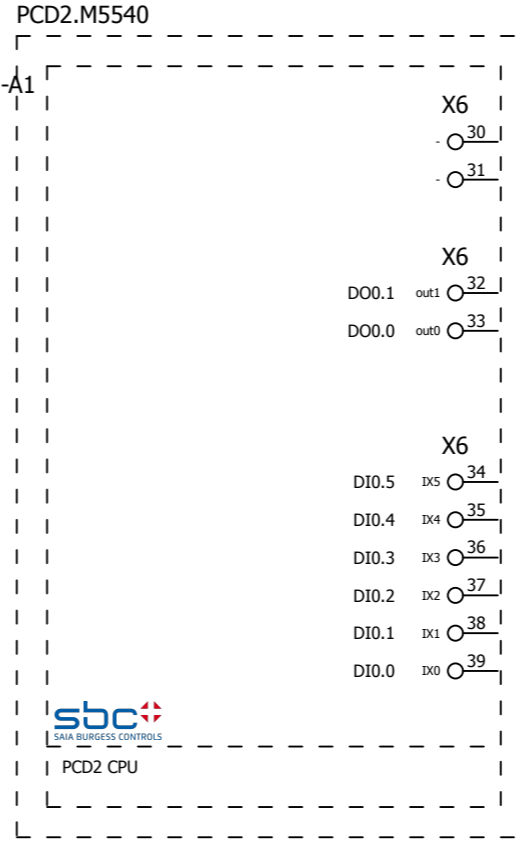 PCD2.M5540
-A1
X6
- 30
- 31
X6
DO0.1 out1 32
DO0.0 out0 33
X6
DI0.5 IX5 34
DI0.4 IX4 35
DI0.3 IX3 36
DI0.2 IX2 37
DI0.1 IX1 38
DI0.0 IX0 39
sbc
SAIA BURGESS CONTROLS
PCD2 CPU